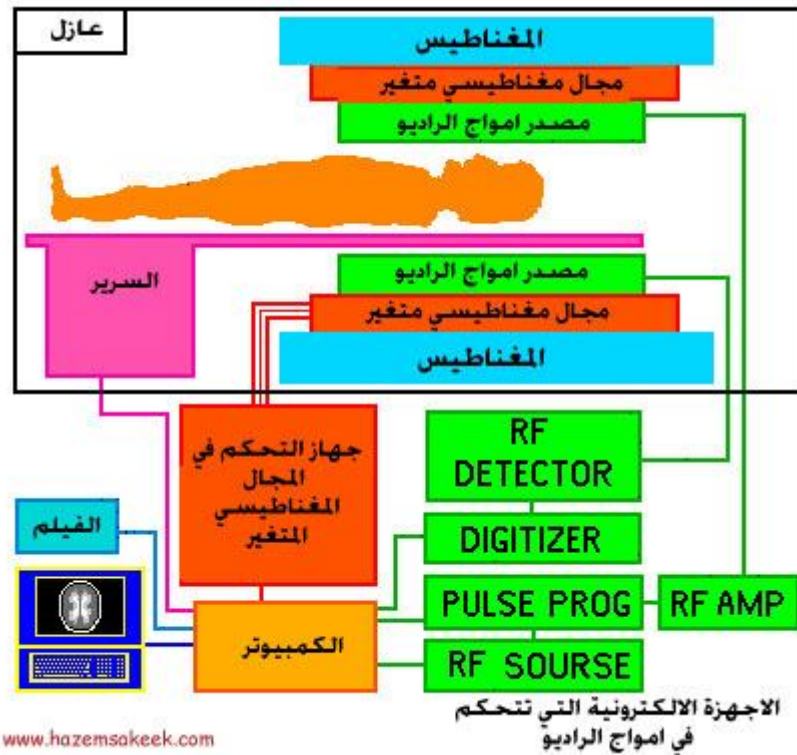 عازل
المغناطيس
مجال مغناطيسي متغير
مصدر امواج الراديو
السرير
مصدر امواج الراديو
مجال مغناطيسي متغير
المغناطيس
جهاز التحكم في
المجال
المغناطيسي
المتغير
RF
DETECTOR
الفيلم
DIGITIZER
PULSE PROG
RF AMP
الكمبيوتر
RF SOURSE
الاجهزة الالكترونية التي تتحكم
في امواج الراديو
www.hazemsakeek.com